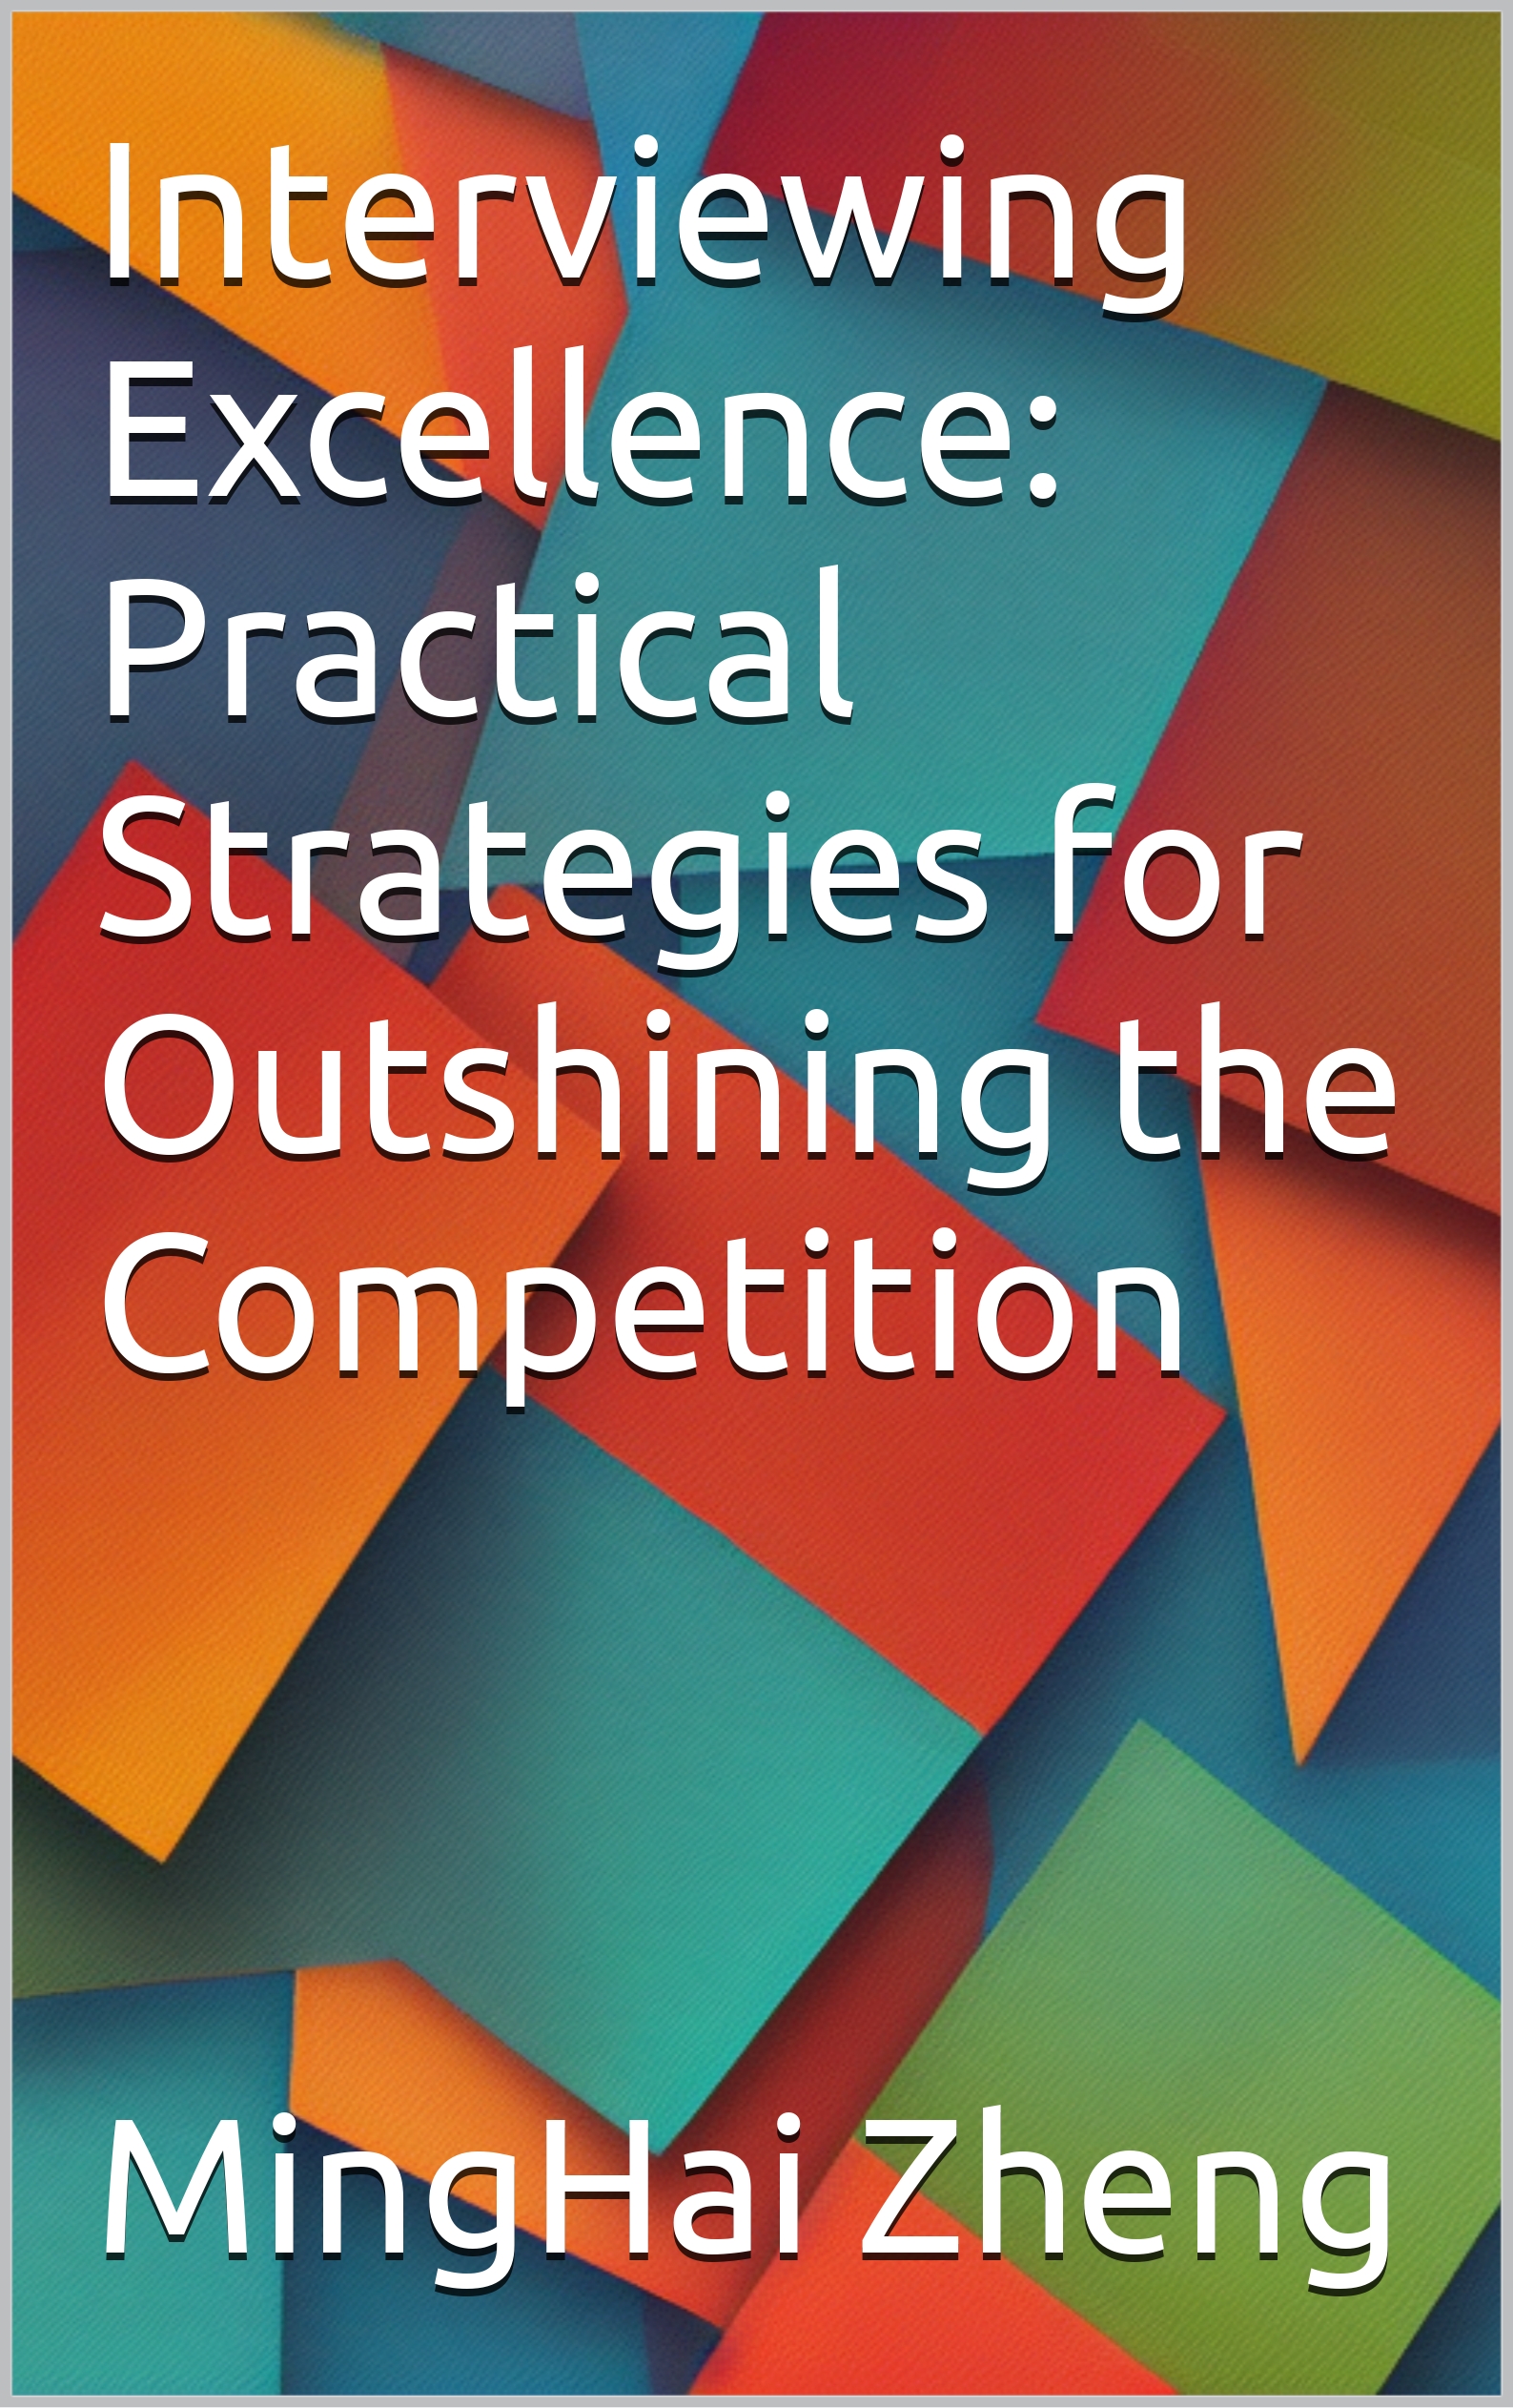 Interviewing
Excellence:
Practical
Strategies for
Outshining the
Competition
MingHai Zheng